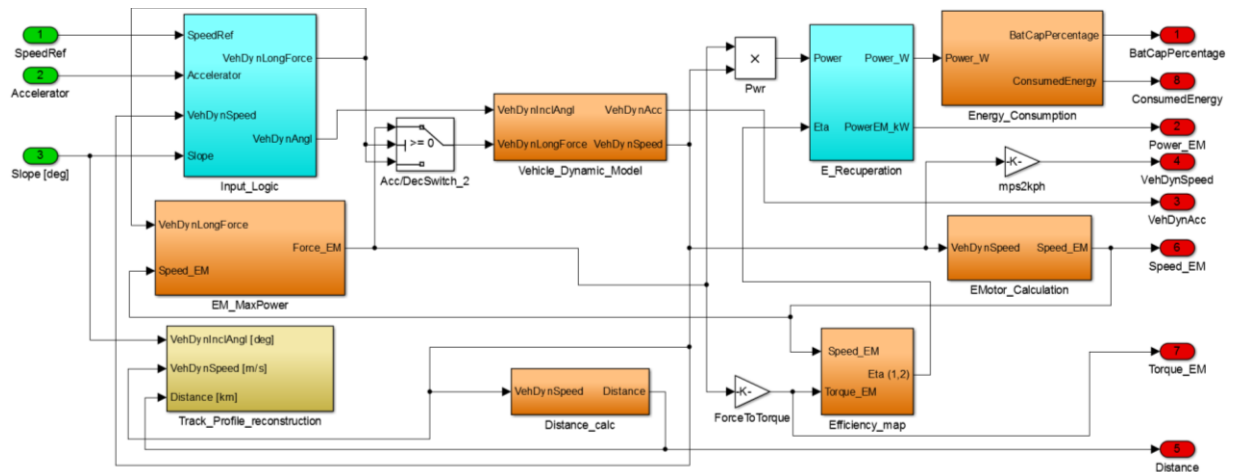 1
SpeedRef
2
Accelerator
3
Slope [deg]
SpeedRef
Accelerator
VehDynSpeed
Slope
VehDynLongForce
VehDynAngl
Input_Logic
>= 0
Acc/DecSwitch_2
VehDynInclAngl
VehDynLongForce
VehDynAcc
VehDynSpeed
Vehicle_Dynamic_Model
×
Pwr
Power
Eta
Power_W
PowerEM_kW
E_Recuperation
Power_W
BatCapPercentage
ConsumedEnergy
Energy_Consumption
1
BatCapPercentage
8
ConsumedEnergy
2
Power_EM
-K-
mps2kph
4
VehDynSpeed
3
VehDynAcc
VehDynLongForce
Speed_EM
Force_EM
EM_MaxPower
VehDynSpeed
Speed_EM
EMotor_Calculation
6
Speed_EM
VehDynInclAngl [deg]
VehDynSpeed [m/s]
Distance [km]
Track_Profile_reconstruction
VehDynSpeed
Distance
Distance_calc
-K-
ForceToTorque
Speed_EM
Torque_EM
Eta (1,2)
Efficiency_map
7
Torque_EM
5
Distance